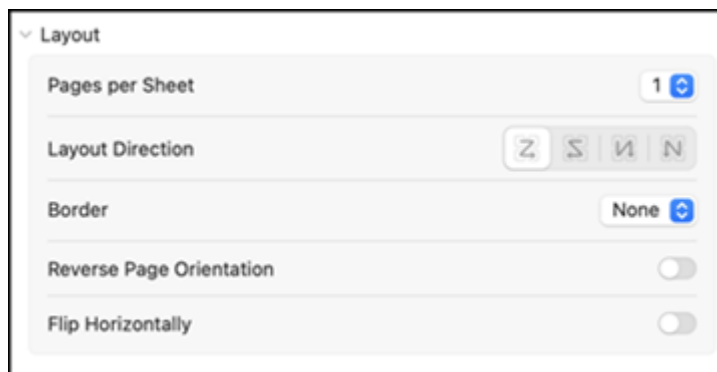 Layout
Pages per Sheet 1
Layout Direction
Border None
Reverse Page Orientation
Flip Horizontally